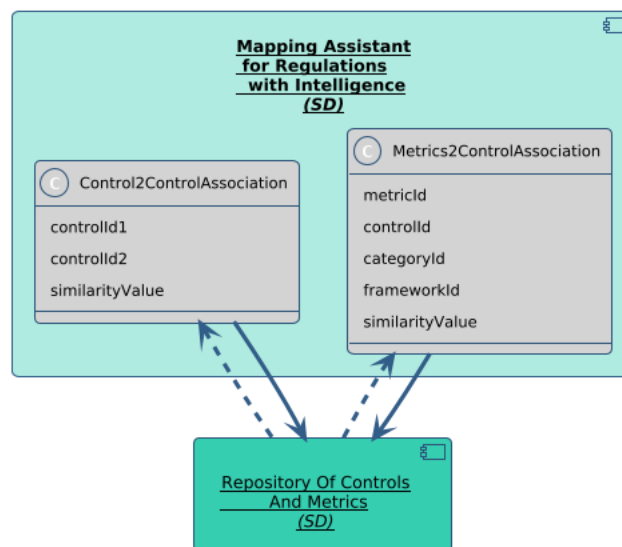 Mapping Assistant
for Regulations
with Intelligence
(SD)
C Control2ControlAssociation
controlId1
controlId2
similarityValue
C Metrics2ControlAssociation
metricId
controlId
categoryId
frameworkId
similarityValue
Repository Of Controls
And Metrics
(SD)